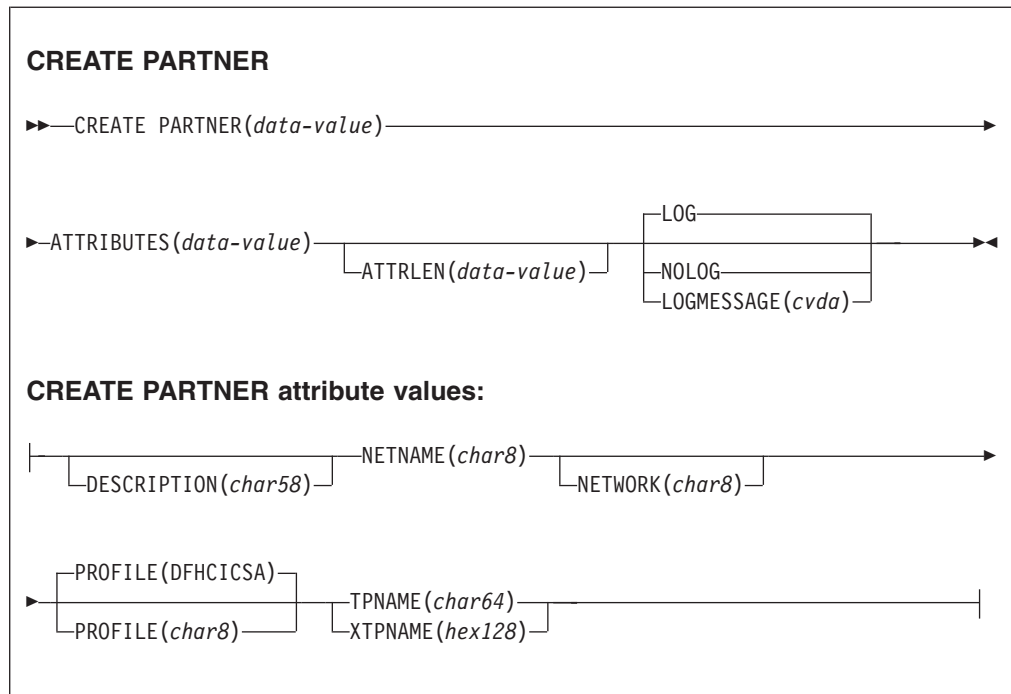 CREATE PARTNER
CREATE PARTNER(data-value)
LOG
ATTRIBUTES(data-value)
ATTRLEN(data-value)
NOLOG
LOGMESSAGE(cvda)
CREATE PARTNER attribute values:
NETNAME(char8)
DESCRIPTION(char58)
NETWORK(char8)
PROFILE(DFHCICSA)
PROFILE(char8)
TPNAME(char64)
XTPNAME(hex128)